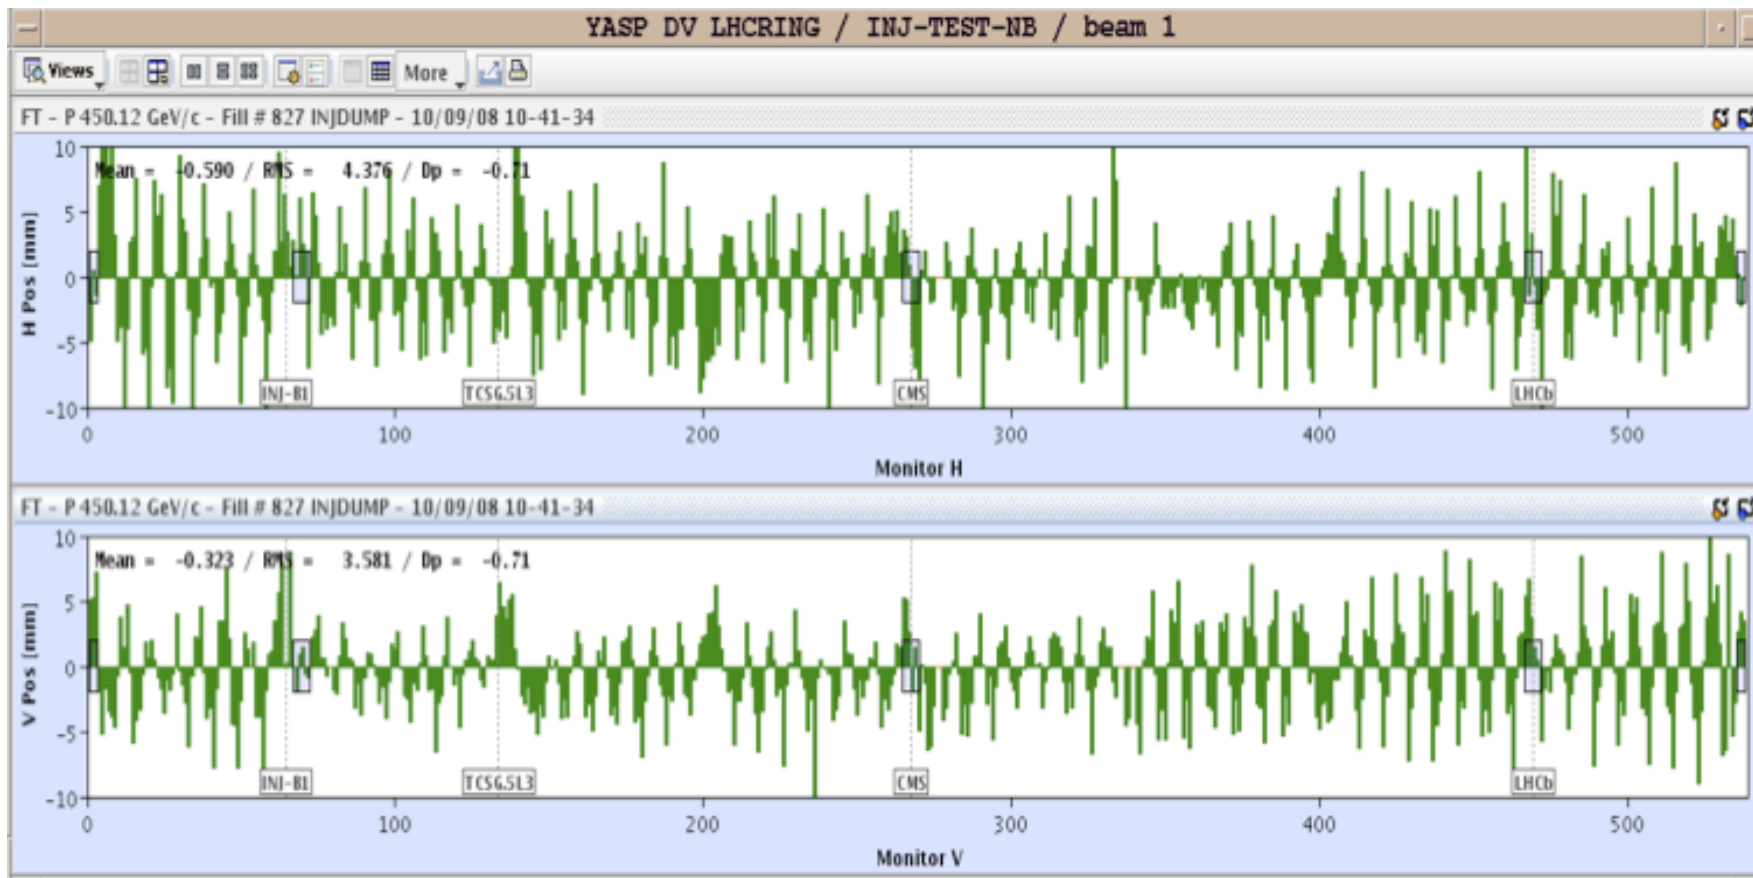 YASP DV LHCRING / INJ-TEST-NB / beam 1
Views More
FT - P 450.12 GeV/c - Fill # 827 INJDUMP - 10/09/08 10-41-34
Mean = -0.590 / RMS = 4.376 / Dp = -0.71
H Pos [mm]
10
5
0
-5
-10
INJ-B1 TCSG.5L3 CMS LHCb
0 100 200 300 400 500
Monitor H
FT - P 450.12 GeV/c - Fill # 827 INJDUMP - 10/09/08 10-41-34
Mean = -0.323 / RMS = 3.581 / Dp = -0.71
V Pos [mm]
10
5
0
-5
-10
INJ-B1 TCSG.5L3 CMS LHCb
0 100 200 300 400 500
Monitor V